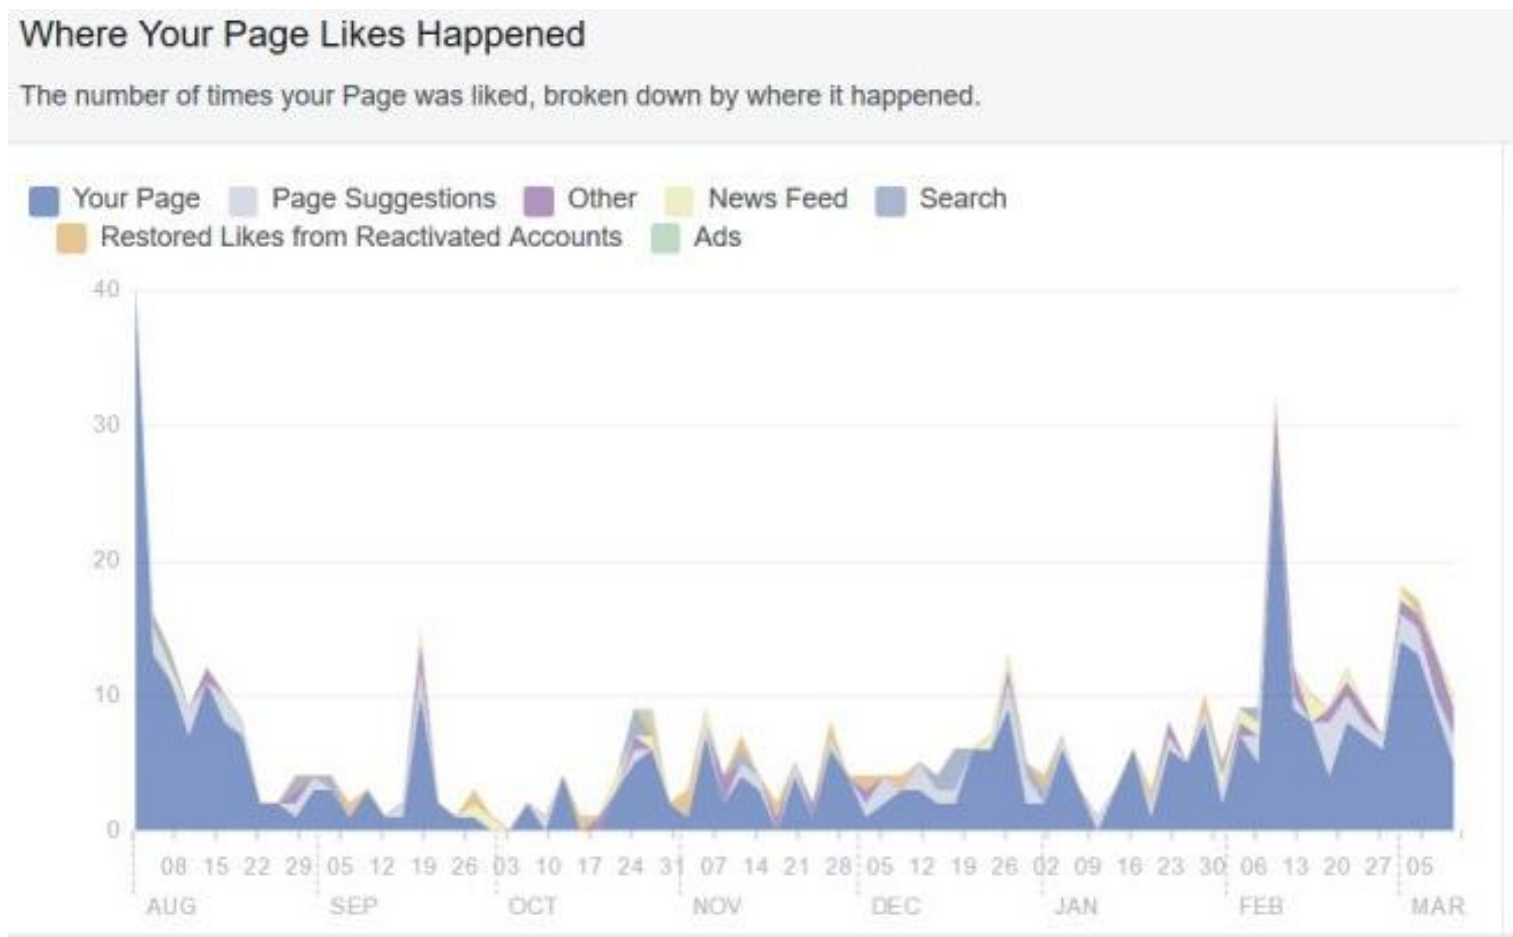 Where Your Page Likes Happened
The number of times your Page was liked, broken down by where it happened.
Your Page Page Suggestions Other News Feed Search
Restored Likes from Reactivated Accounts Ads
40
30
20
10
0
08 15 22 29 05 12 19 26 03 10 17 24 31 07 14 21 28 05 12 19 26 02 09 16 23 30 06 13 20 27 05
AUG SEP OCT NOV DEC JAN FEB MAR